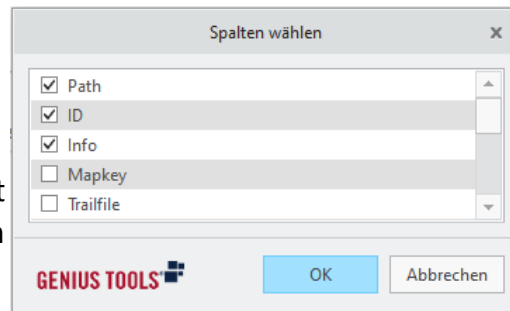 Spalten wählen
Path
ID
Info
Mapkey
Trailfile
GENIUS TOOLS
OK
Abbrechen